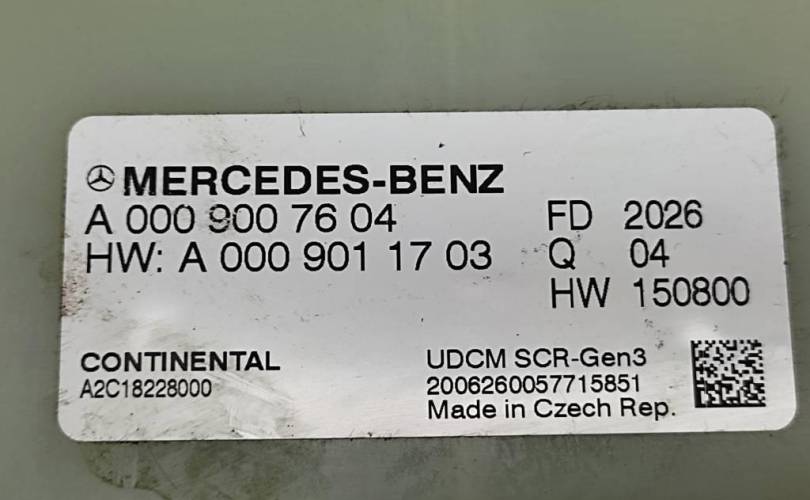 MERCEDES-BENZ
A 000 900 76 04 FD 2026
HW: A 000 901 17 03 Q 04
HW 150800
CONTINENTAL UDCM SCR-Gen3
A2C18228000 2006260057715851
Made in Czech Rep.